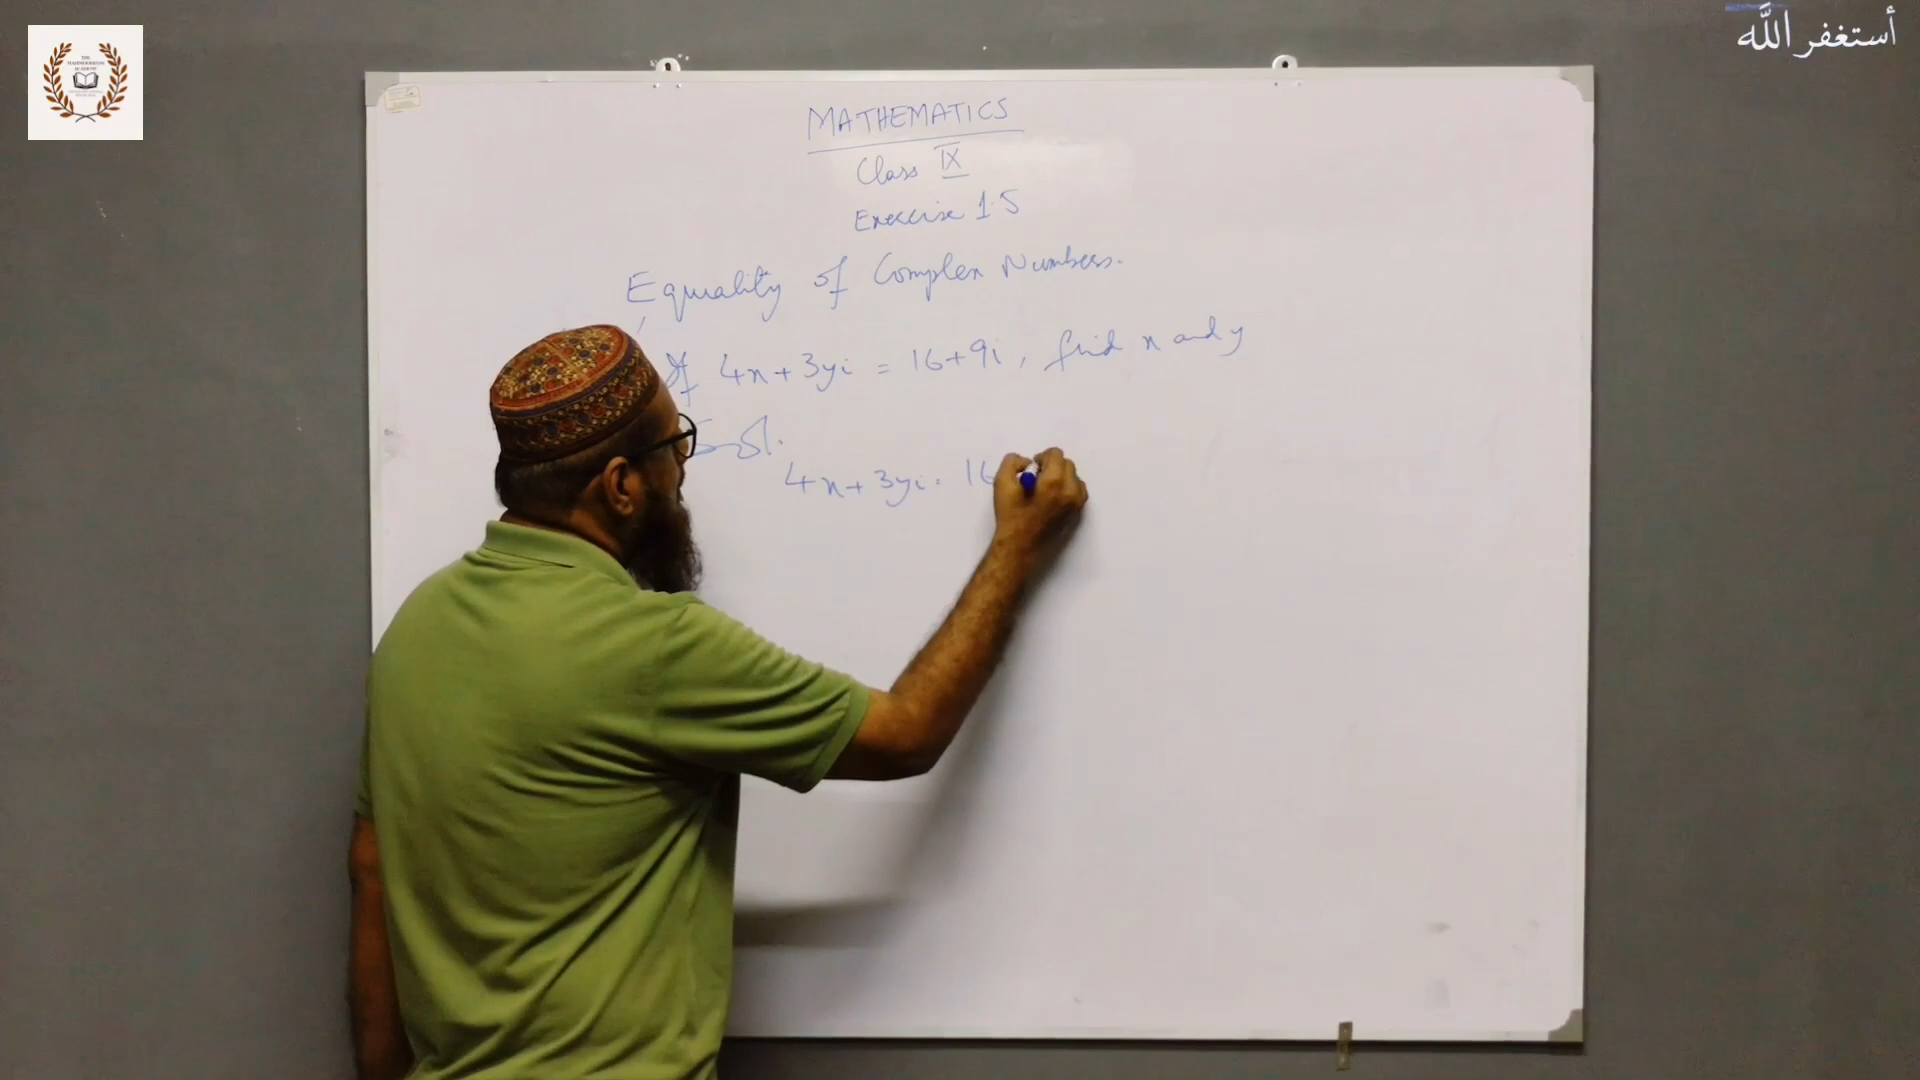 أستغفر الله
MATHEMATICS
Class IX
Exercise 1.5
Equality of Complex Numbers.
If 4x+3yi = 16+9i, find x and y
Sol.
4x+3yi = 16